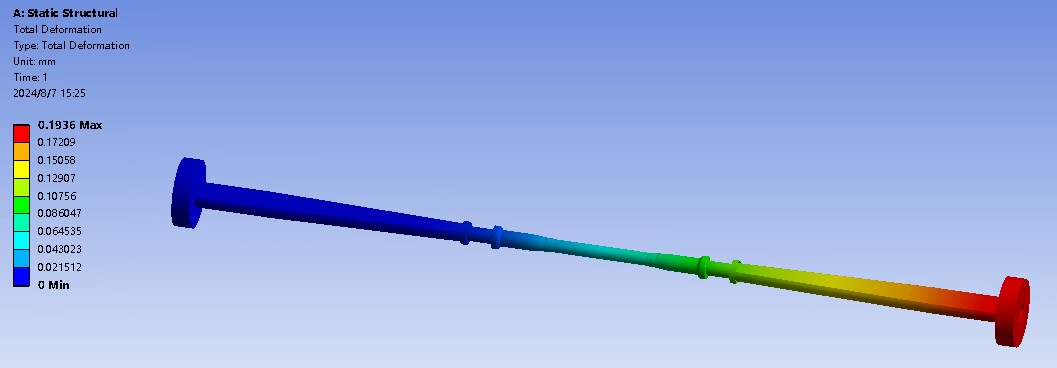 A: Static Structural
Total Deformation
Type: Total Deformation
Unit: mm
Time: 1
2024/8/7 15:25
0.1936 Max
0.17209
0.15058
0.12907
0.10756
0.086047
0.064535
0.043023
0.021512
0 Min